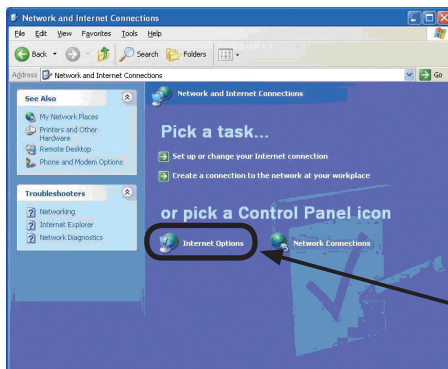 Network and Internet Connections
File Edit View Favorites Tools Help
Back Search Folders
Address Network and Internet Connections Go
See Also
My Network Places
Printers and Other
Hardware
Remote Desktop
Phone and Modem Options
Troubleshooters
Networking
Internet Explorer
Network Diagnostics
Network and Internet Connections
Pick a task...
Set up or change your Internet connection
Create a connection to the network at your workplace
or pick a Control Panel icon
Internet Options
Network Connections